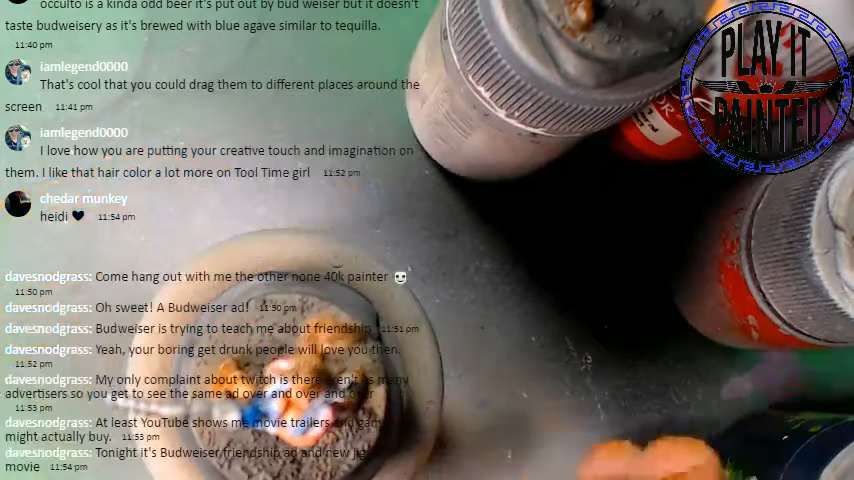 occulto is a kinda odd beer it's put out by bud weiser but it doesn't
taste budweisery as it's brewed with blue agave similar to tequilla.
11:40 pm
iamlegend0000
That's cool that you could drag them to different places around the
screen 11:41 pm
iamlegend0000
I love how you are putting your creative touch and imagination on
them. I like that hair color a lot more on Tool Time girl 11:52 pm
chedar munkey
heidi 11:54 pm
PLAY IT
PAINTED
davesnodgrass: Come hang out with me the other none 40k painter
11:50 pm
davesnodgrass: Oh sweet! A Budweiser ad! 11:50 pm
davesnodgrass: Budweiser is trying to teach me about friendship 11:51 pm
davesnodgrass: Yeah, your boring get drunk people will love you then.
11:52 pm
davesnodgrass: My only complaint about twitch is there aren't as many
advertisers so you get to see the same ad over and over and over
11:53 pm
davesnodgrass: At least YouTube shows me movie trailers and
might actually buy. 11:53 pm
davesnodgrass: Tonight it's Budweiser friendship ad and new
movie 11:54 pm